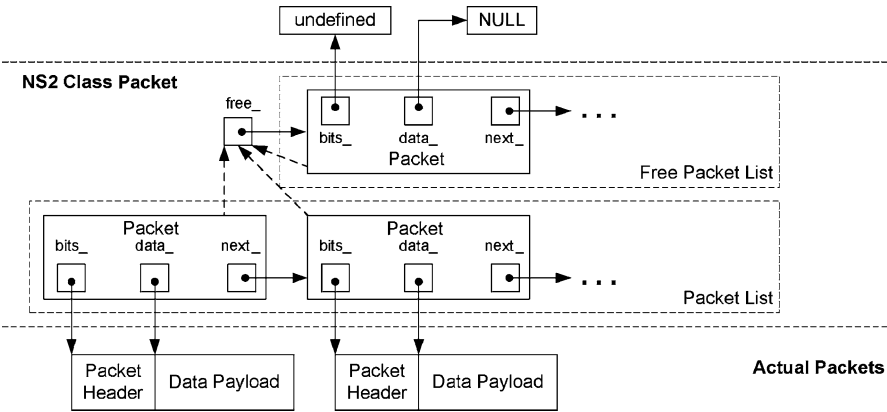 undefined
NULL
NS2 Class Packet
free_
bits_ data_ next_
Packet
. . .
Free Packet List
Packet
bits_ data_ next_
Packet
bits_ data_ next_
. . .
Packet List
Packet
Header
Data Payload
Packet
Header
Data Payload
Actual Packets